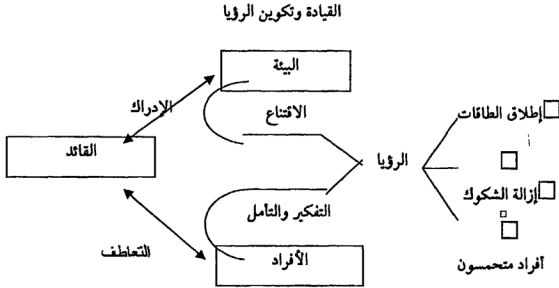 القيادة وتكوين الرؤيا
البيئة
الإدراك
الاقتناع
إطلاق الطاقات
القائد
الرؤيا
إزالة الشكوك
التفكير والتأمل
التعاطف
الأفراد
أفراد متحمسون